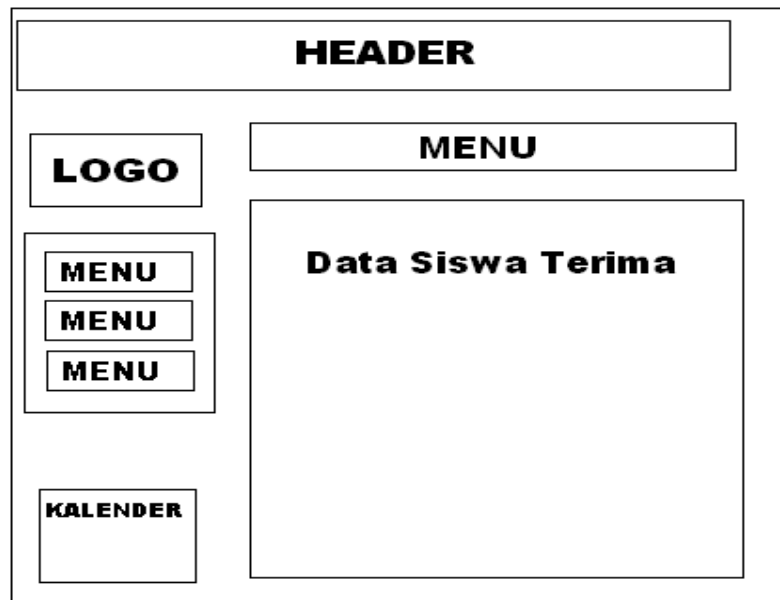 HEADER
LOGO
MENU
MENU
MENU
MENU
KALENDER
Data Siswa Terima